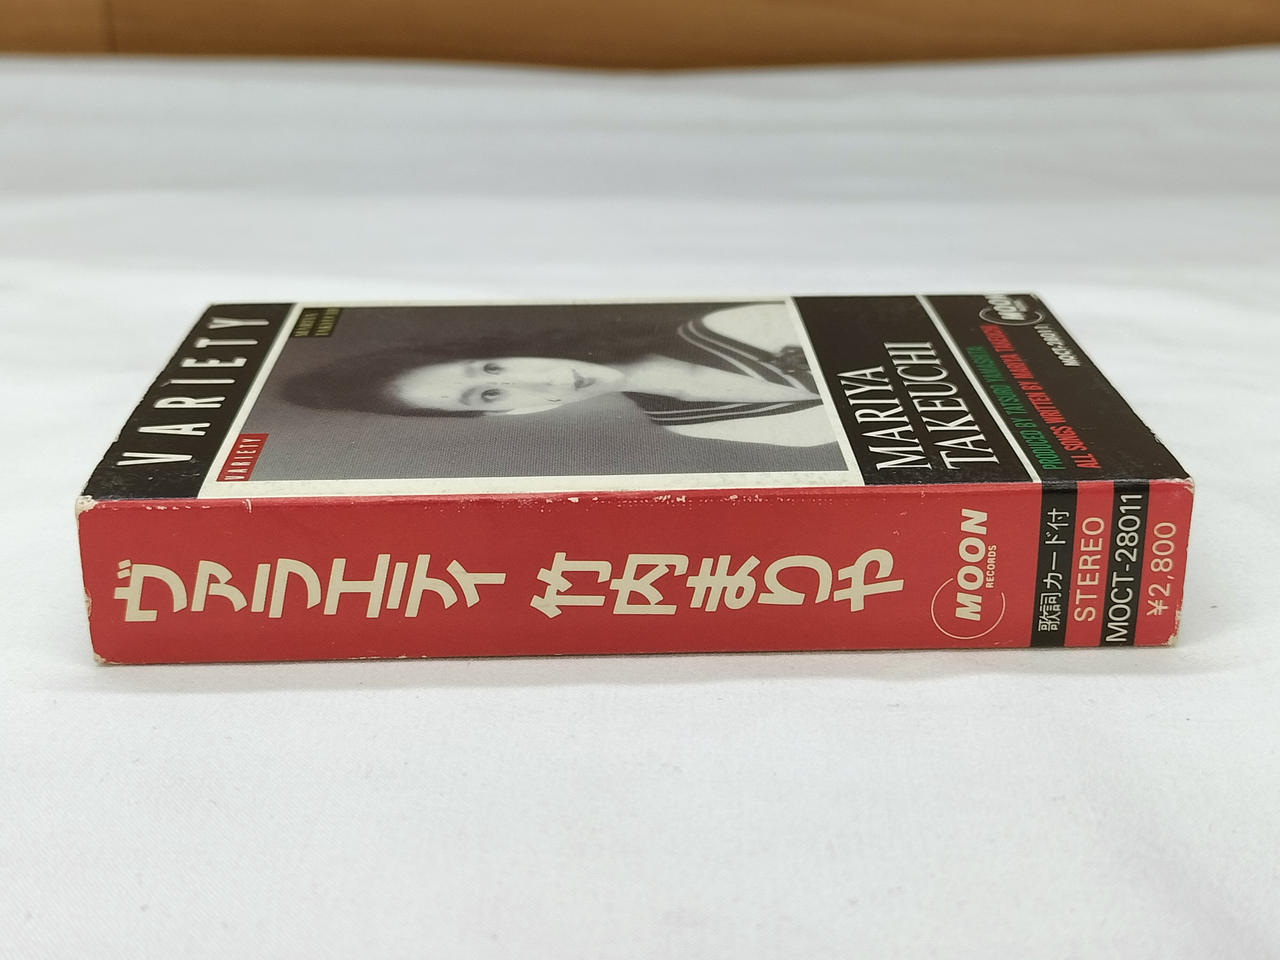 VARIETY
VARIETY
MARIYA
TAKEUCHI
PRODUCED BY TATSURO YAMASHITA
ALL SONGS WRITTEN BY MARIYA TAKEUCHI
MOON
MOCT-28011
ヴァラエティ 竹内まりや
MOON
RECORDS
歌詞カード付
STEREO
MOCT-28011
¥2,800